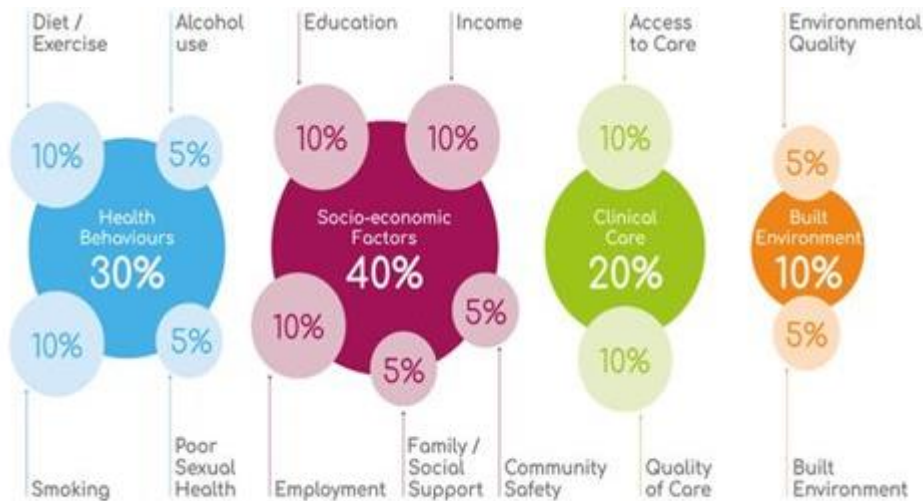 Diet /
Exercise
Alcohol
use
Education
Income
Access
to Care
Environmental
Quality
10%
5%
10%
10%
10%
5%
Health
Behaviours
30%
Socio-economic
Factors
40%
Clinical
Care
20%
Built
Environment
10%
10%
5%
10%
5%
5%
10%
5%
Smoking
Poor
Sexual
Health
Employment
Family /
Social
Support
Community
Safety
Quality
of Care
Built
Environment